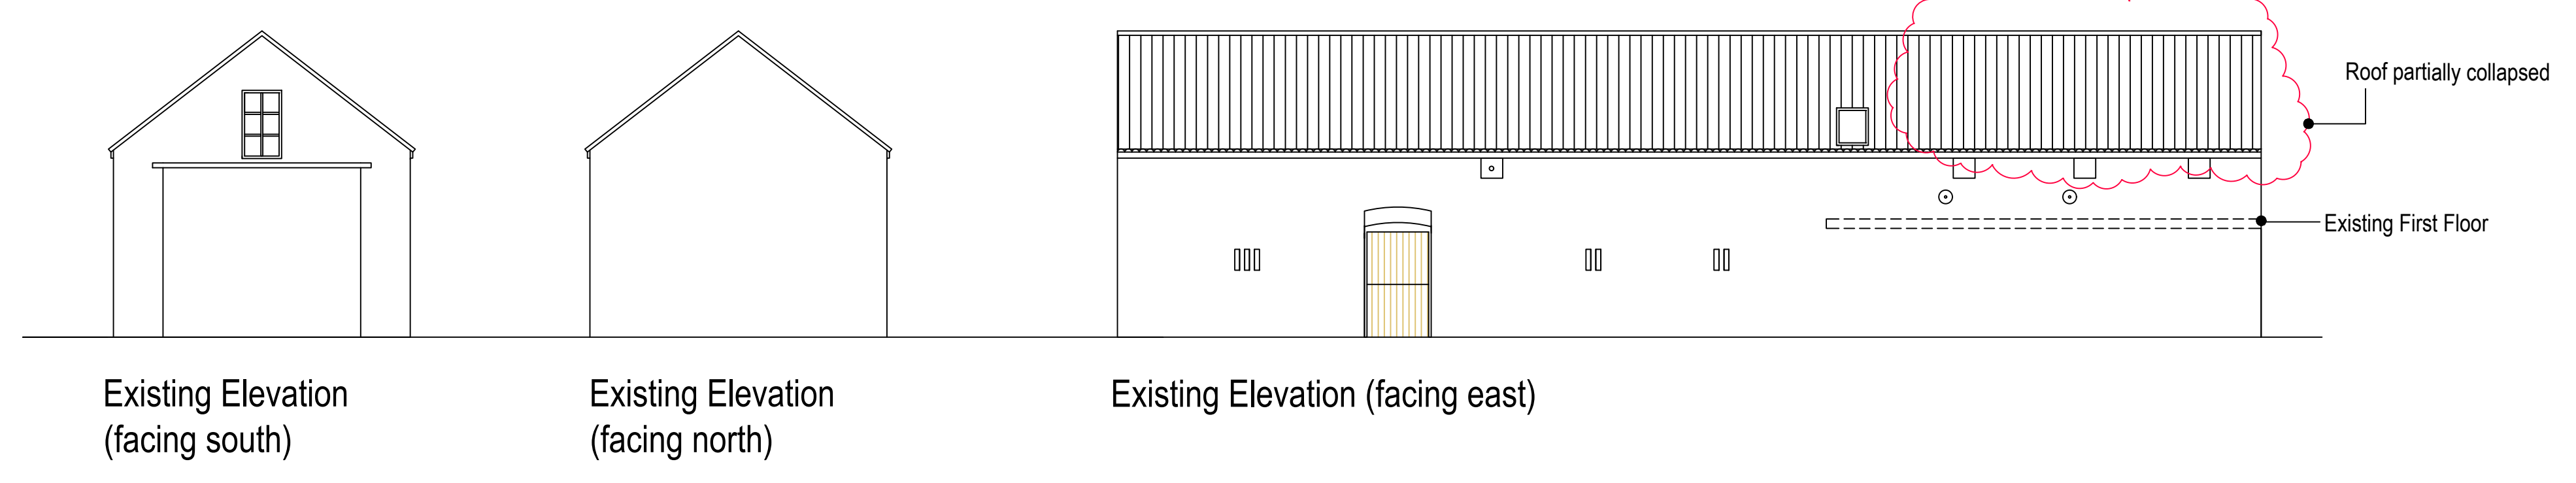 Roof partially collapsed
Existing First Floor
Existing Elevation
(facing south)
Existing Elevation
(facing north)
Existing Elevation (facing east)